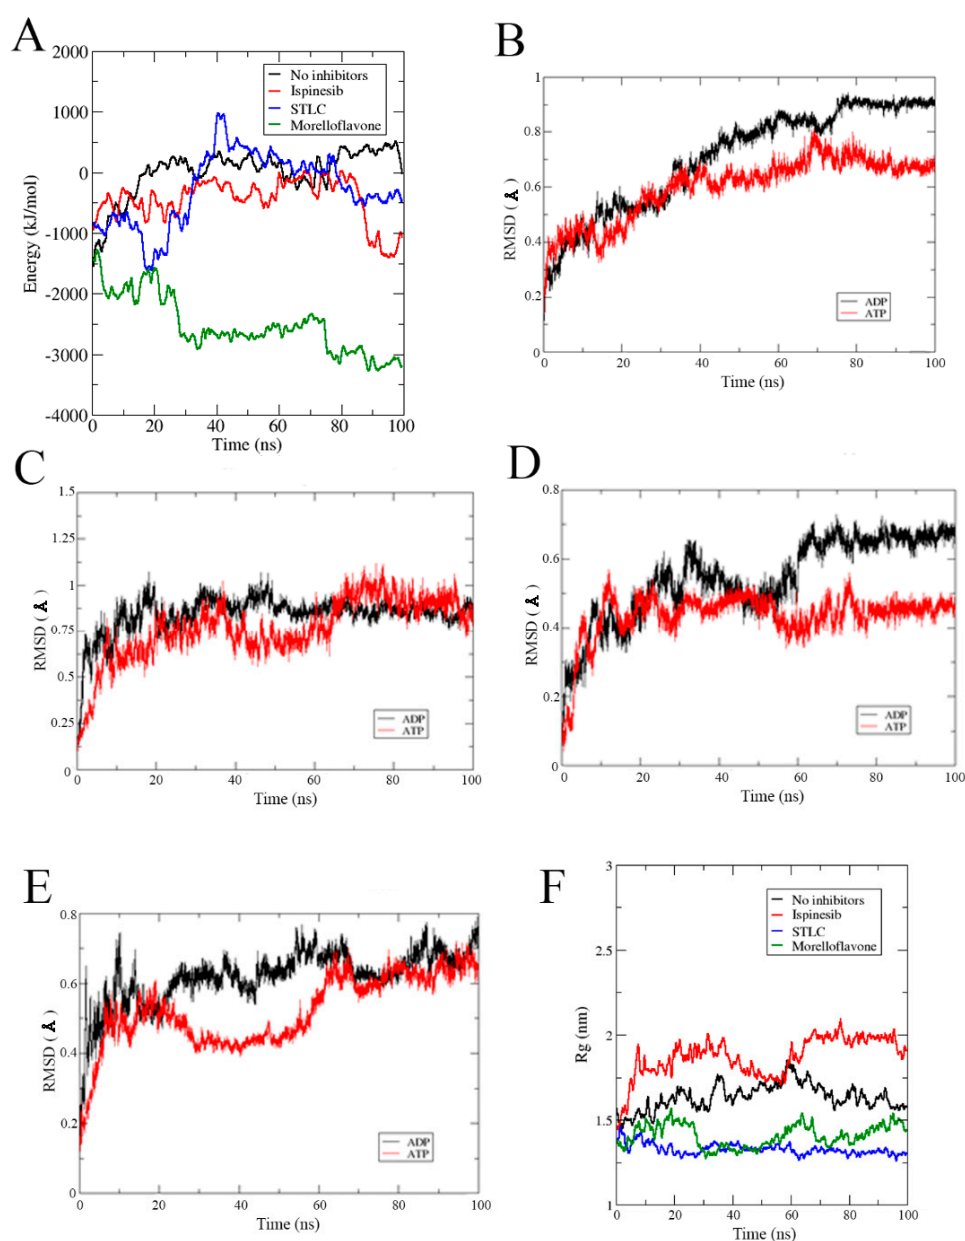 A
2000
1000
0
-1000
-2000
-3000
-4000
Energy (kJ/mol)
No inhibitors
Ispinesib
STLC
Morelloflavone
0 20 40 60 80 100
Time (ns)
B
1
0.8
0.6
0.4
0.2
0
RMSD ( Å )
ADP
ATP
0 20 40 60 80 100
Time (ns)
C
1.5
1.25
1
0.75
0.5
0.25
0
RMSD ( Å )
ADP
ATP
0 20 40 60 80 100
Time (ns)
D
0.8
0.6
0.4
0.2
0
RMSD ( Å )
ADP
ATP
0 20 40 60 80 100
Time (ns)
E
0.8
0.6
0.4
0.2
0
RMSD ( Å )
ADP
ATP
0 20 40 60 80 100
Time (ns)
F
3
2.5
2
1.5
1
Rg (nm)
No inhibitors
Ispinesib
STLC
Morelloflavone
0 20 40 60 80 100
Time (ns)